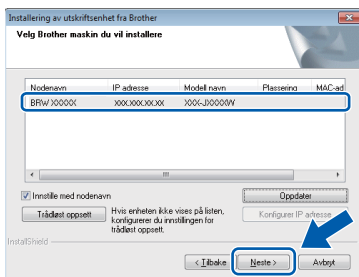 Installering av utskriftsenhet fra Brother
Velg Brother maskin du vil installere
Nodenavn IP adresse Modell navn Plassering MAC-ad
BRW XXXXX XXX.XXX.XX.XX XXX-JXXXXW
Innstille med nodenavn
Oppdater
Trådløst oppsett
Hvis enheten ikke vises på listen,
konfigurerer du innstillingen for
trådløst oppsett.
Konfigurer IP adresse
InstallShield
< Tilbake
Neste >
Avbryt